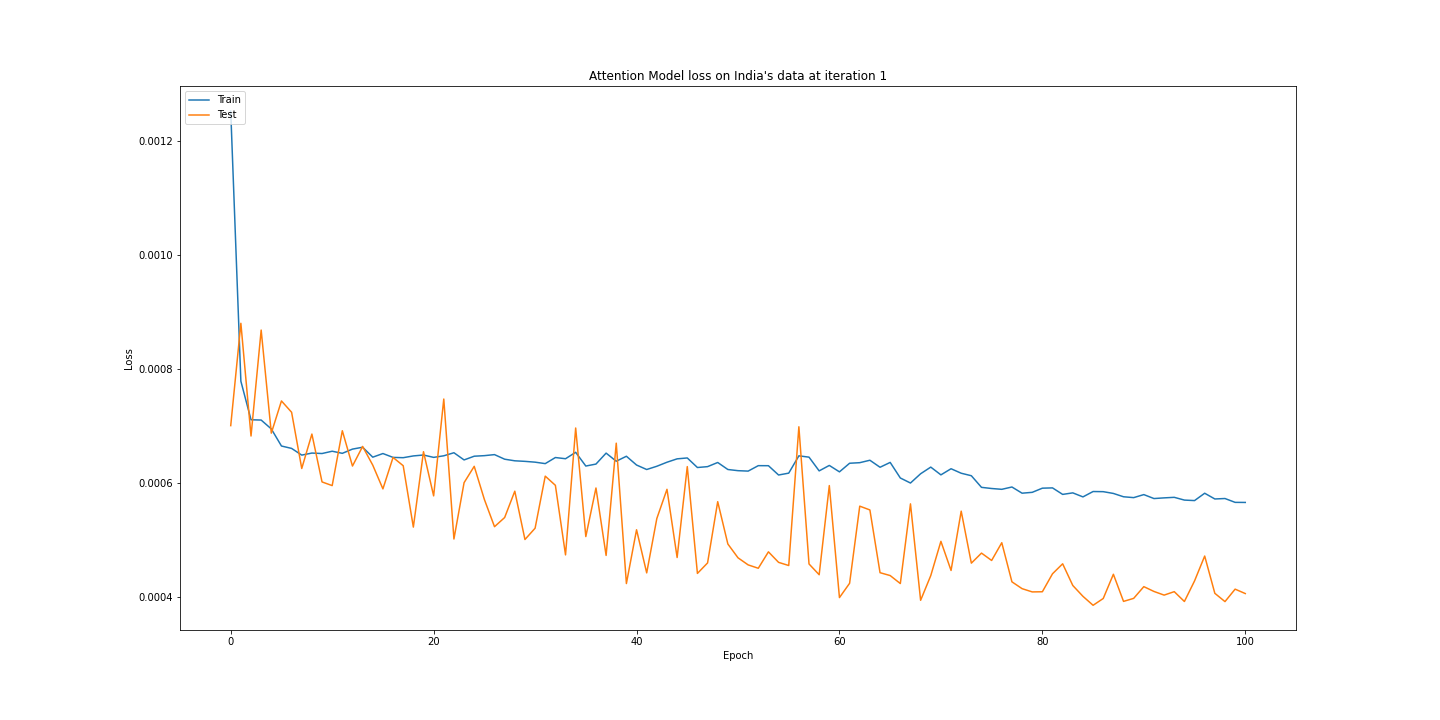 Attention Model loss on India's data at iteration 1
Train
Test
0.0012
0.0010
0.0008
0.0006
0.0004
Loss
0 20 40 60 80 100
Epoch